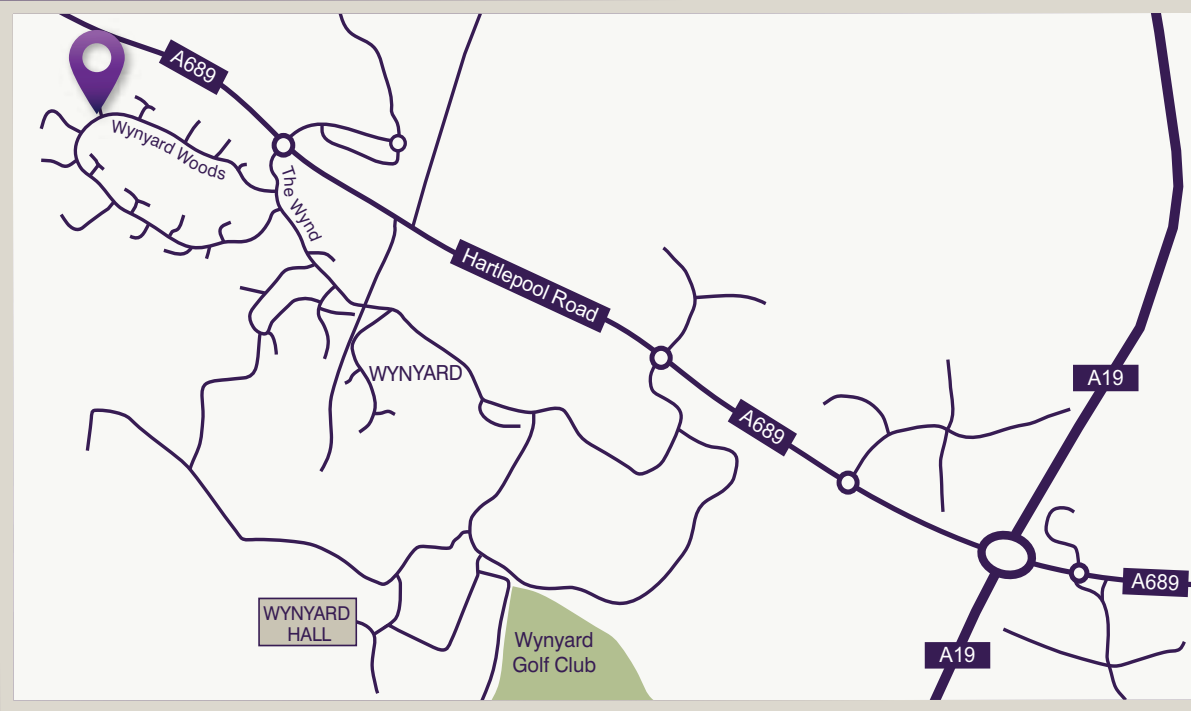 A689
Wynyard Woods
The Wynd
Hartlepool Road
WYNYARD
A19
A689
A689
WYNYARD
HALL
Wynyard
Golf Club
A19